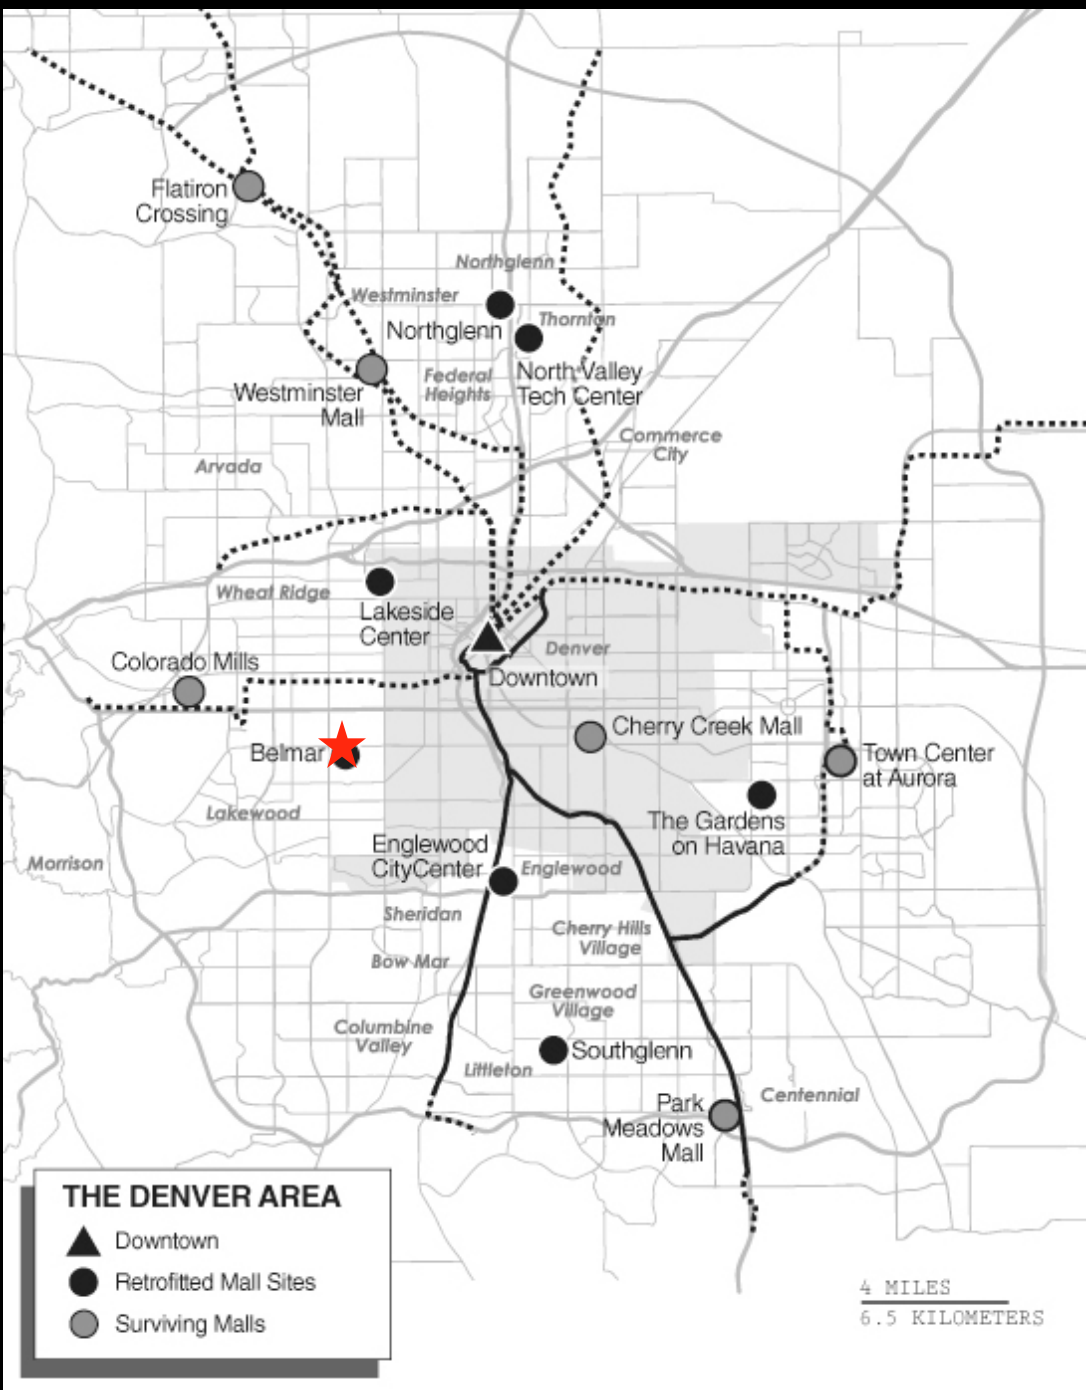 Flatiron
Crossing
Northglenn
Westminster
Northglenn
Thornton
North Valley
Tech Center
Federal
Heights
Westminster
Mall
Commerce
City
Arvada
Wheat Ridge
Lakeside
Center
Denver
Colorado Mills
Downtown
Cherry Creek Mall
Belmar
Town Center
at Aurora
Lakewood
The Gardens
on Havana
Englewood
CityCenter
Englewood
Morrison
Sheridan
Cherry Hills
Village
Bow Mar
Greenwood
Village
Columbine
Valley
Southglenn
Littleton
Centennial
Park
Meadows
Mall
THE DENVER AREA
Downtown
Retrofitted Mall Sites
Surviving Malls
4 MILES
6.5 KILOMETERS